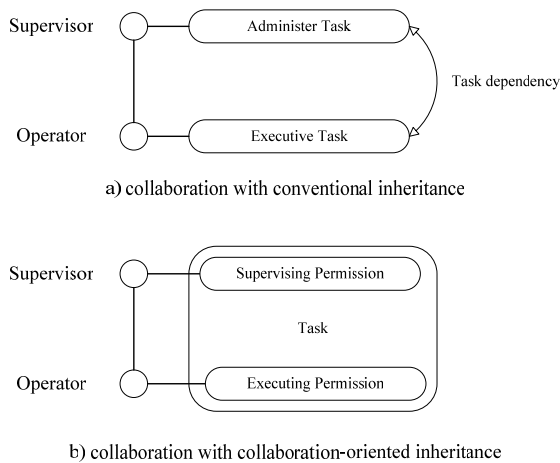 Supervisor
Administer Task
Task dependency
Operator
Executive Task
a) collaboration with conventional inheritance
Supervisor
Supervising Permission
Task
Operator
Executing Permission
b) collaboration with collaboration-oriented inheritance